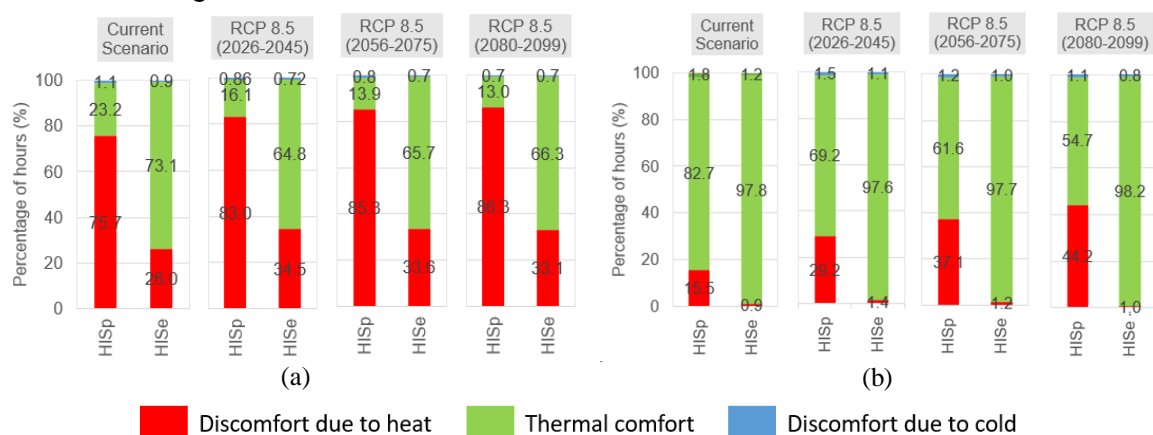 Current Scenario
RCP 8.5 (2026-2045)
RCP 8.5 (2056-2075)
RCP 8.5 (2080-2099)
Percentage of hours (%)
100
80
60
40
20
0
1.1
23.2
75.7
0.9
73.1
26.0
0.86
16.1
83.0
0.72
64.8
34.5
0.8
13.9
85.3
0.7
65.7
33.6
0.7
13.0
86.3
0.7
66.3
33.1
HISp
HISe
HISp
HISe
HISp
HISe
HISp
HISe
(a)
Current Scenario
RCP 8.5 (2026-2045)
RCP 8.5 (2056-2075)
RCP 8.5 (2080-2099)
Percentage of hours (%)
100
80
60
40
20
0
1.8
82.7
15.5
1.2
97.8
0.9
1.5
69.2
29.2
1.1
97.6
1.4
1.2
61.6
37.1
1.0
97.7
1.2
1.1
54.7
44.2
0.8
98.2
1.0
HISp
HISe
HISp
HISe
HISp
HISe
HISp
HISe
(b)
Discomfort due to heat
Thermal comfort
Discomfort due to cold